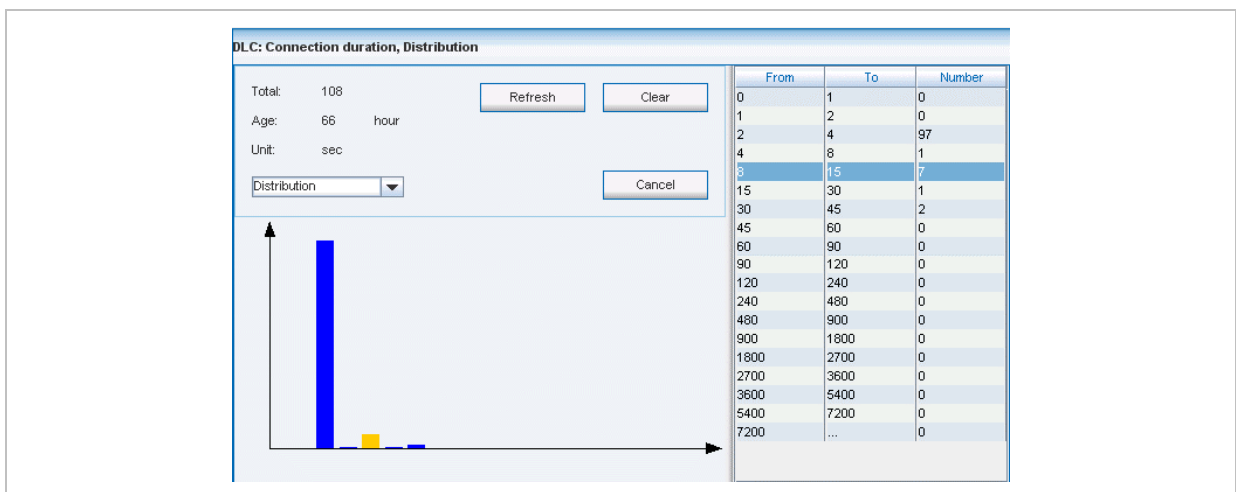 DLC: Connection duration, Distribution
Total: 108
Refresh
Clear
Age: 66 hour
Unit: sec
Distribution
Cancel
From To Number
0 1 0
1 2 0
2 4 97
4 8 1
8 15 7
15 30 1
30 45 2
45 60 0
60 90 0
90 120 0
120 240 0
240 480 0
480 900 0
900 1800 0
1800 2700 0
2700 3600 0
3600 5400 0
5400 7200 0
7200 ... 0